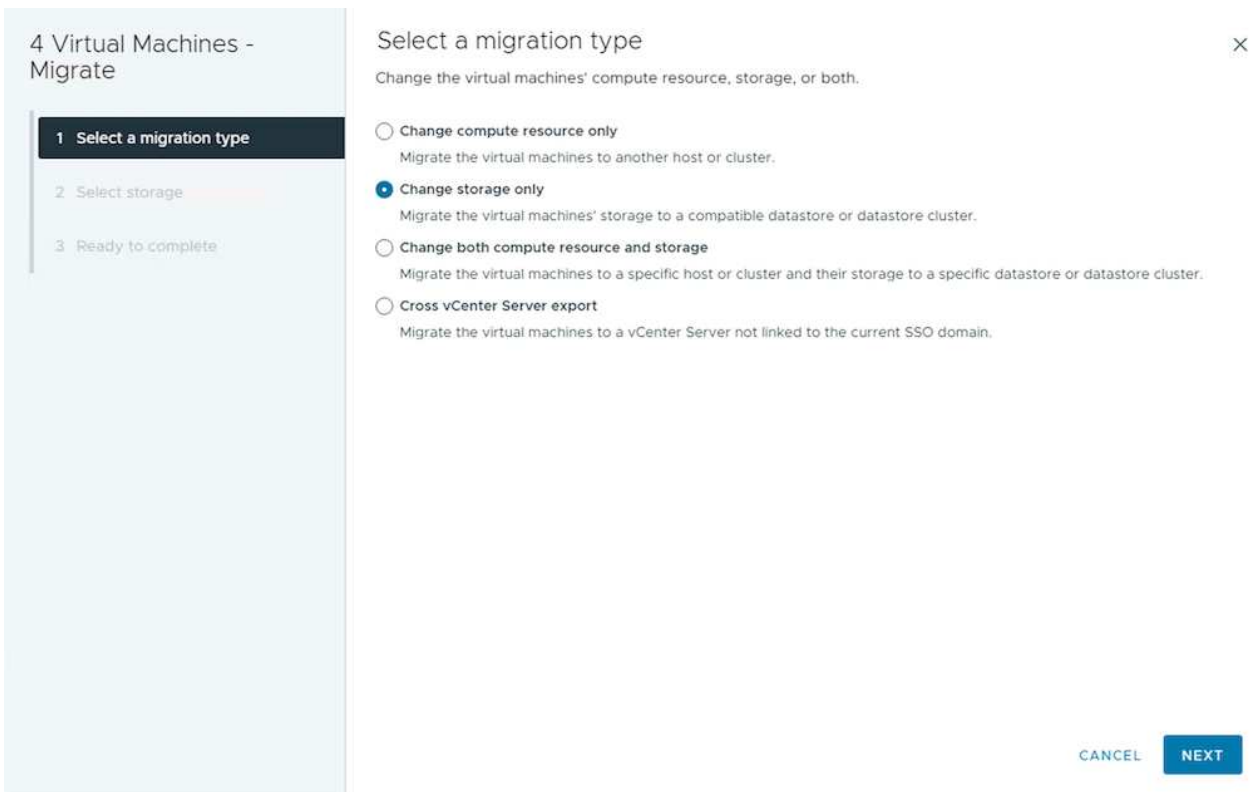 4 Virtual Machines -
Migrate
1 Select a migration type
2 Select storage
3 Ready to complete
Select a migration type
Change the virtual machines' compute resource, storage, or both.
Change compute resource only
Migrate the virtual machines to another host or cluster.
Change storage only
Migrate the virtual machines' storage to a compatible datastore or datastore cluster.
Change both compute resource and storage
Migrate the virtual machines to a specific host or cluster and their storage to a specific datastore or datastore cluster.
Cross vCenter Server export
Migrate the virtual machines to a vCenter Server not linked to the current SSO domain.
CANCEL NEXT